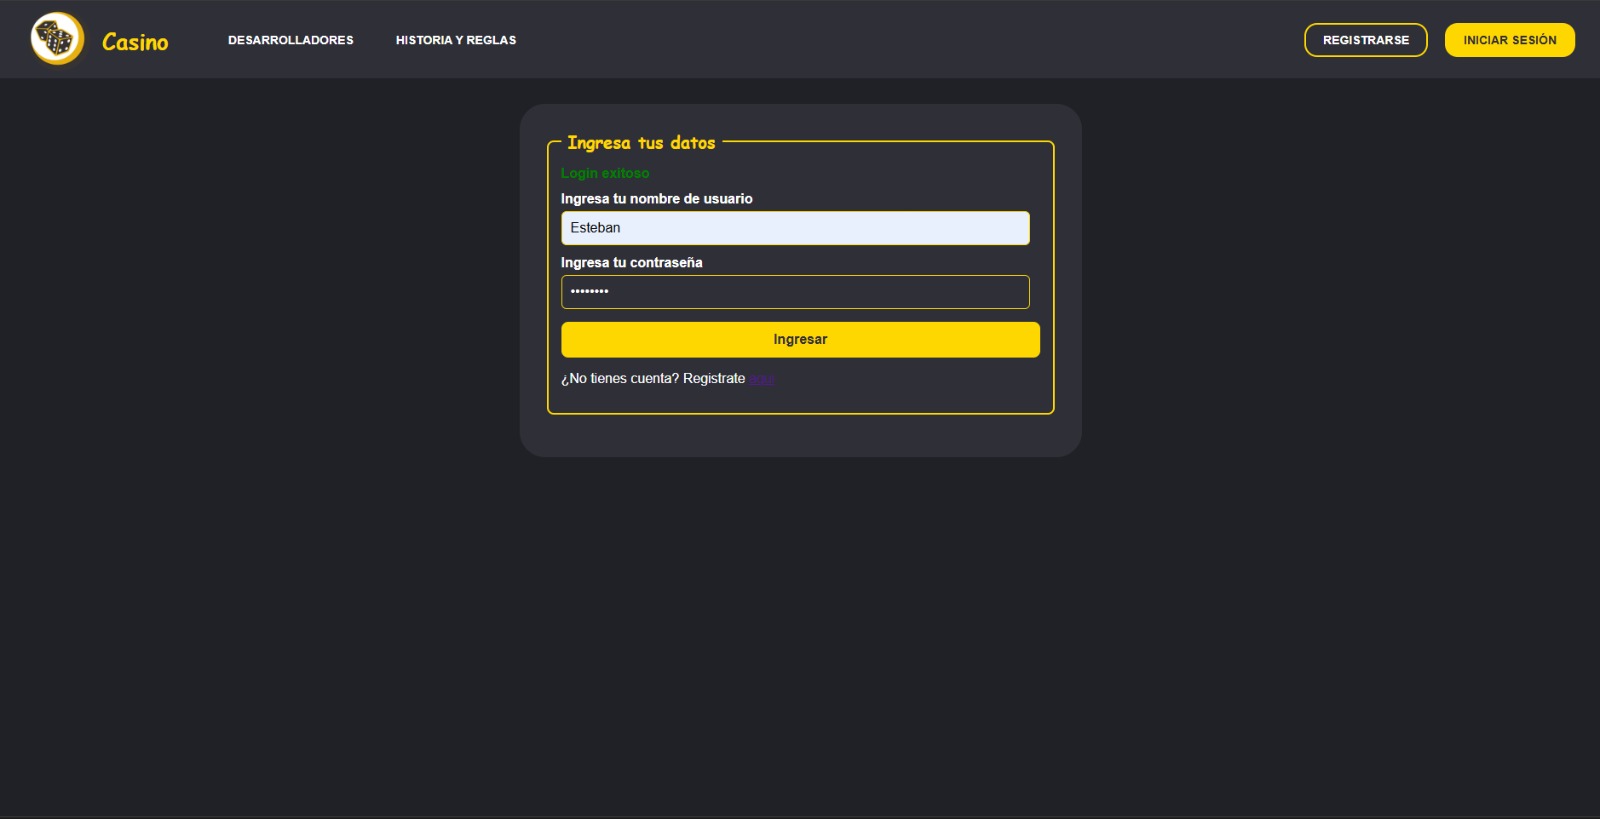 Casino
DESARROLLADORES
HISTORIA Y REGLAS
REGISTRARSE
INICIAR SESIÓN
Ingresa tus datos
Login exitoso
Ingresa tu nombre de usuario
Esteban
Ingresa tu contraseña
••••••••
Ingresar
¿No tienes cuenta? Registrate aquí